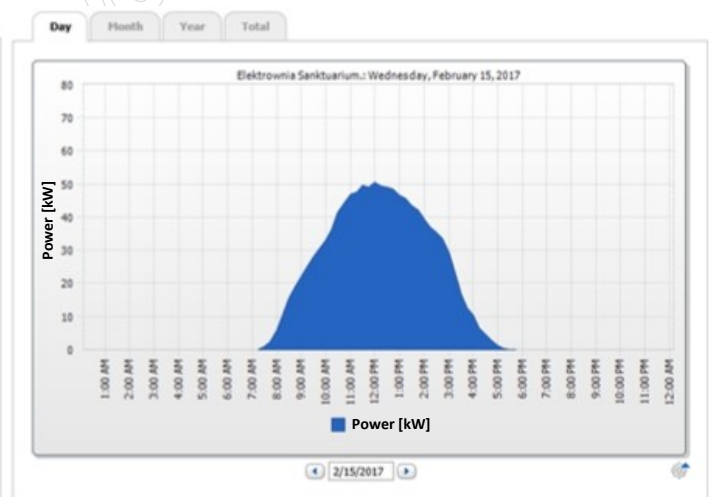 Day Month Year Total
Elektrownia Sanktuarium.: Wednesday, February 15, 2017
80
70
60
50
40
30
20
10
0
Power [kW]
1:00 AM
2:00 AM
3:00 AM
4:00 AM
5:00 AM
6:00 AM
7:00 AM
8:00 AM
9:00 AM
10:00 AM
11:00 AM
12:00 PM
1:00 PM
2:00 PM
3:00 PM
4:00 PM
5:00 PM
6:00 PM
7:00 PM
8:00 PM
9:00 PM
10:00 PM
11:00 PM
12:00 AM
Power [kW]
2/15/2017